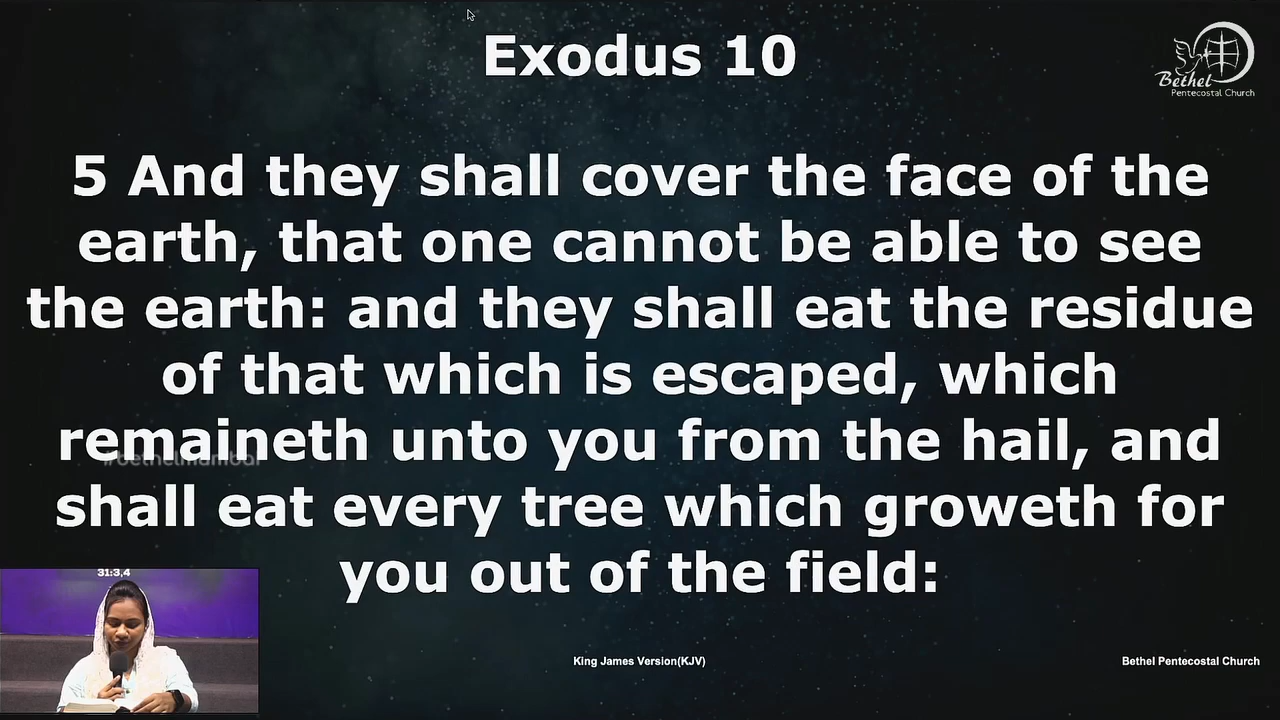 Exodus 10
Bethel
Pentecostal Church
5 And they shall cover the face of the
earth, that one cannot be able to see
the earth: and they shall eat the residue
of that which is escaped, which
remaineth unto you from the hail, and
#bethelmumbai
shall eat every tree which groweth for
you out of the field:
31:3,4
King James Version(KJV)
Bethel Pentecostal Church